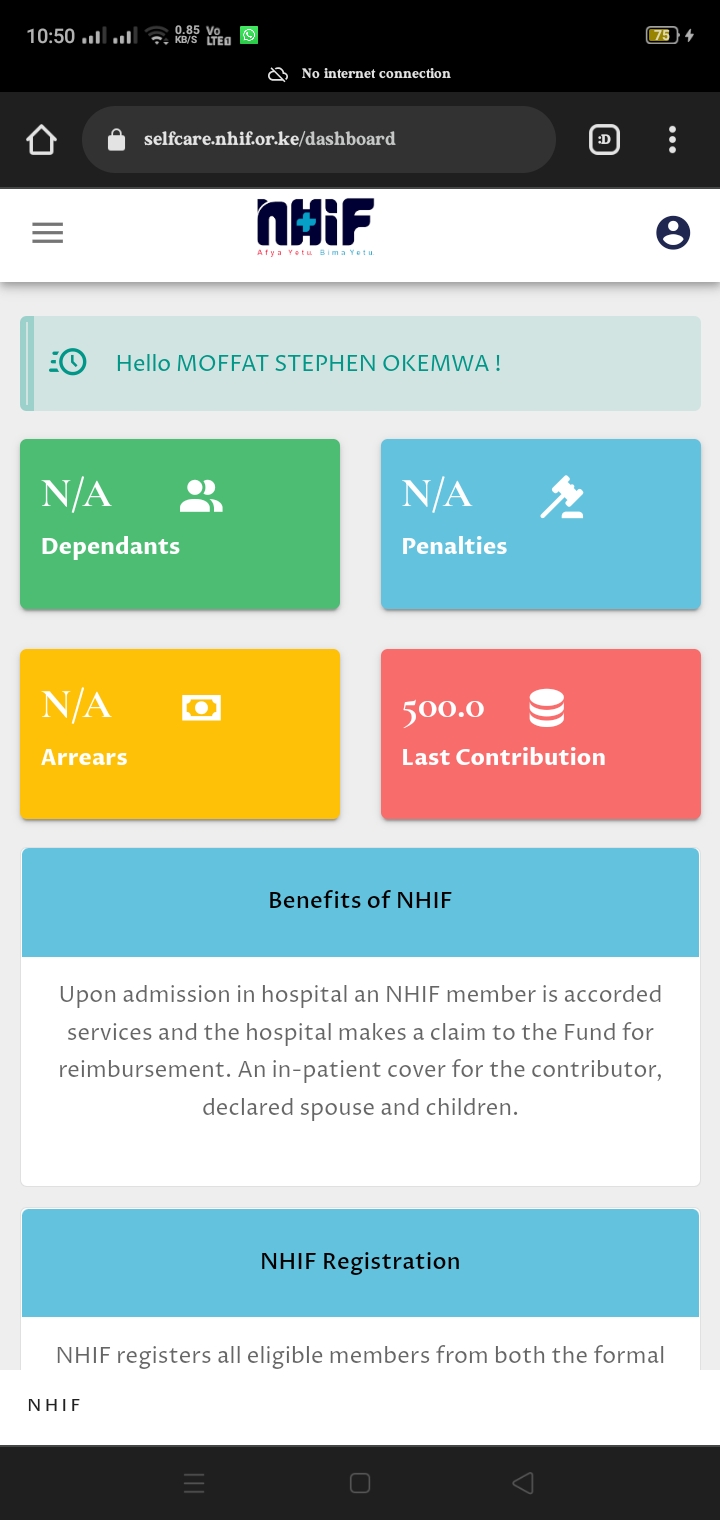 10:50 0.85 KB/S Vo LTE 75
No internet connection
selfcare.nhif.or.ke/dashboard :D
nHiF
Afya Yetu. Bima Yetu.
Hello MOFFAT STEPHEN OKEMWA !
N/A N/A
Dependants Penalties
N/A 500.0
Arrears Last Contribution
Benefits of NHIF
Upon admission in hospital an NHIF member is accorded
services and the hospital makes a claim to the Fund for
reimbursement. An in-patient cover for the contributor,
declared spouse and children.
NHIF Registration
NHIF registers all eligible members from both the formal
NHIF